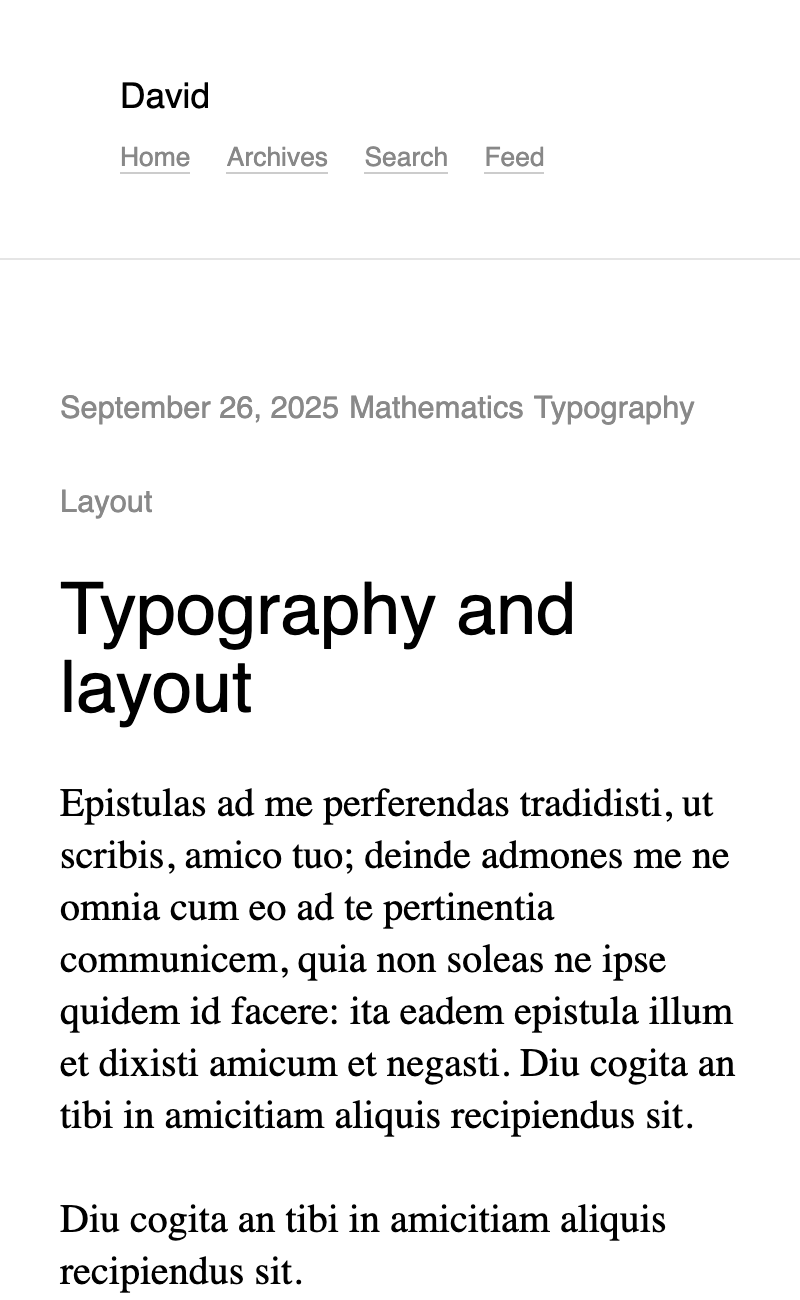 David
Home Archives Search Feed
September 26, 2025 Mathematics Typography
Layout
Typography and
layout
Epistulas ad me perferendas tradidisti, ut
scribis, amico tuo; deinde admones me ne
omnia cum eo ad te pertinentia
communicem, quia non soleas ne ipse
quidem id facere: ita eadem epistula illum
et dixisti amicum et negasti. Diu cogita an
tibi in amicitiam aliquis recipiendus sit.
Diu cogita an tibi in amicitiam aliquis
recipiendus sit.